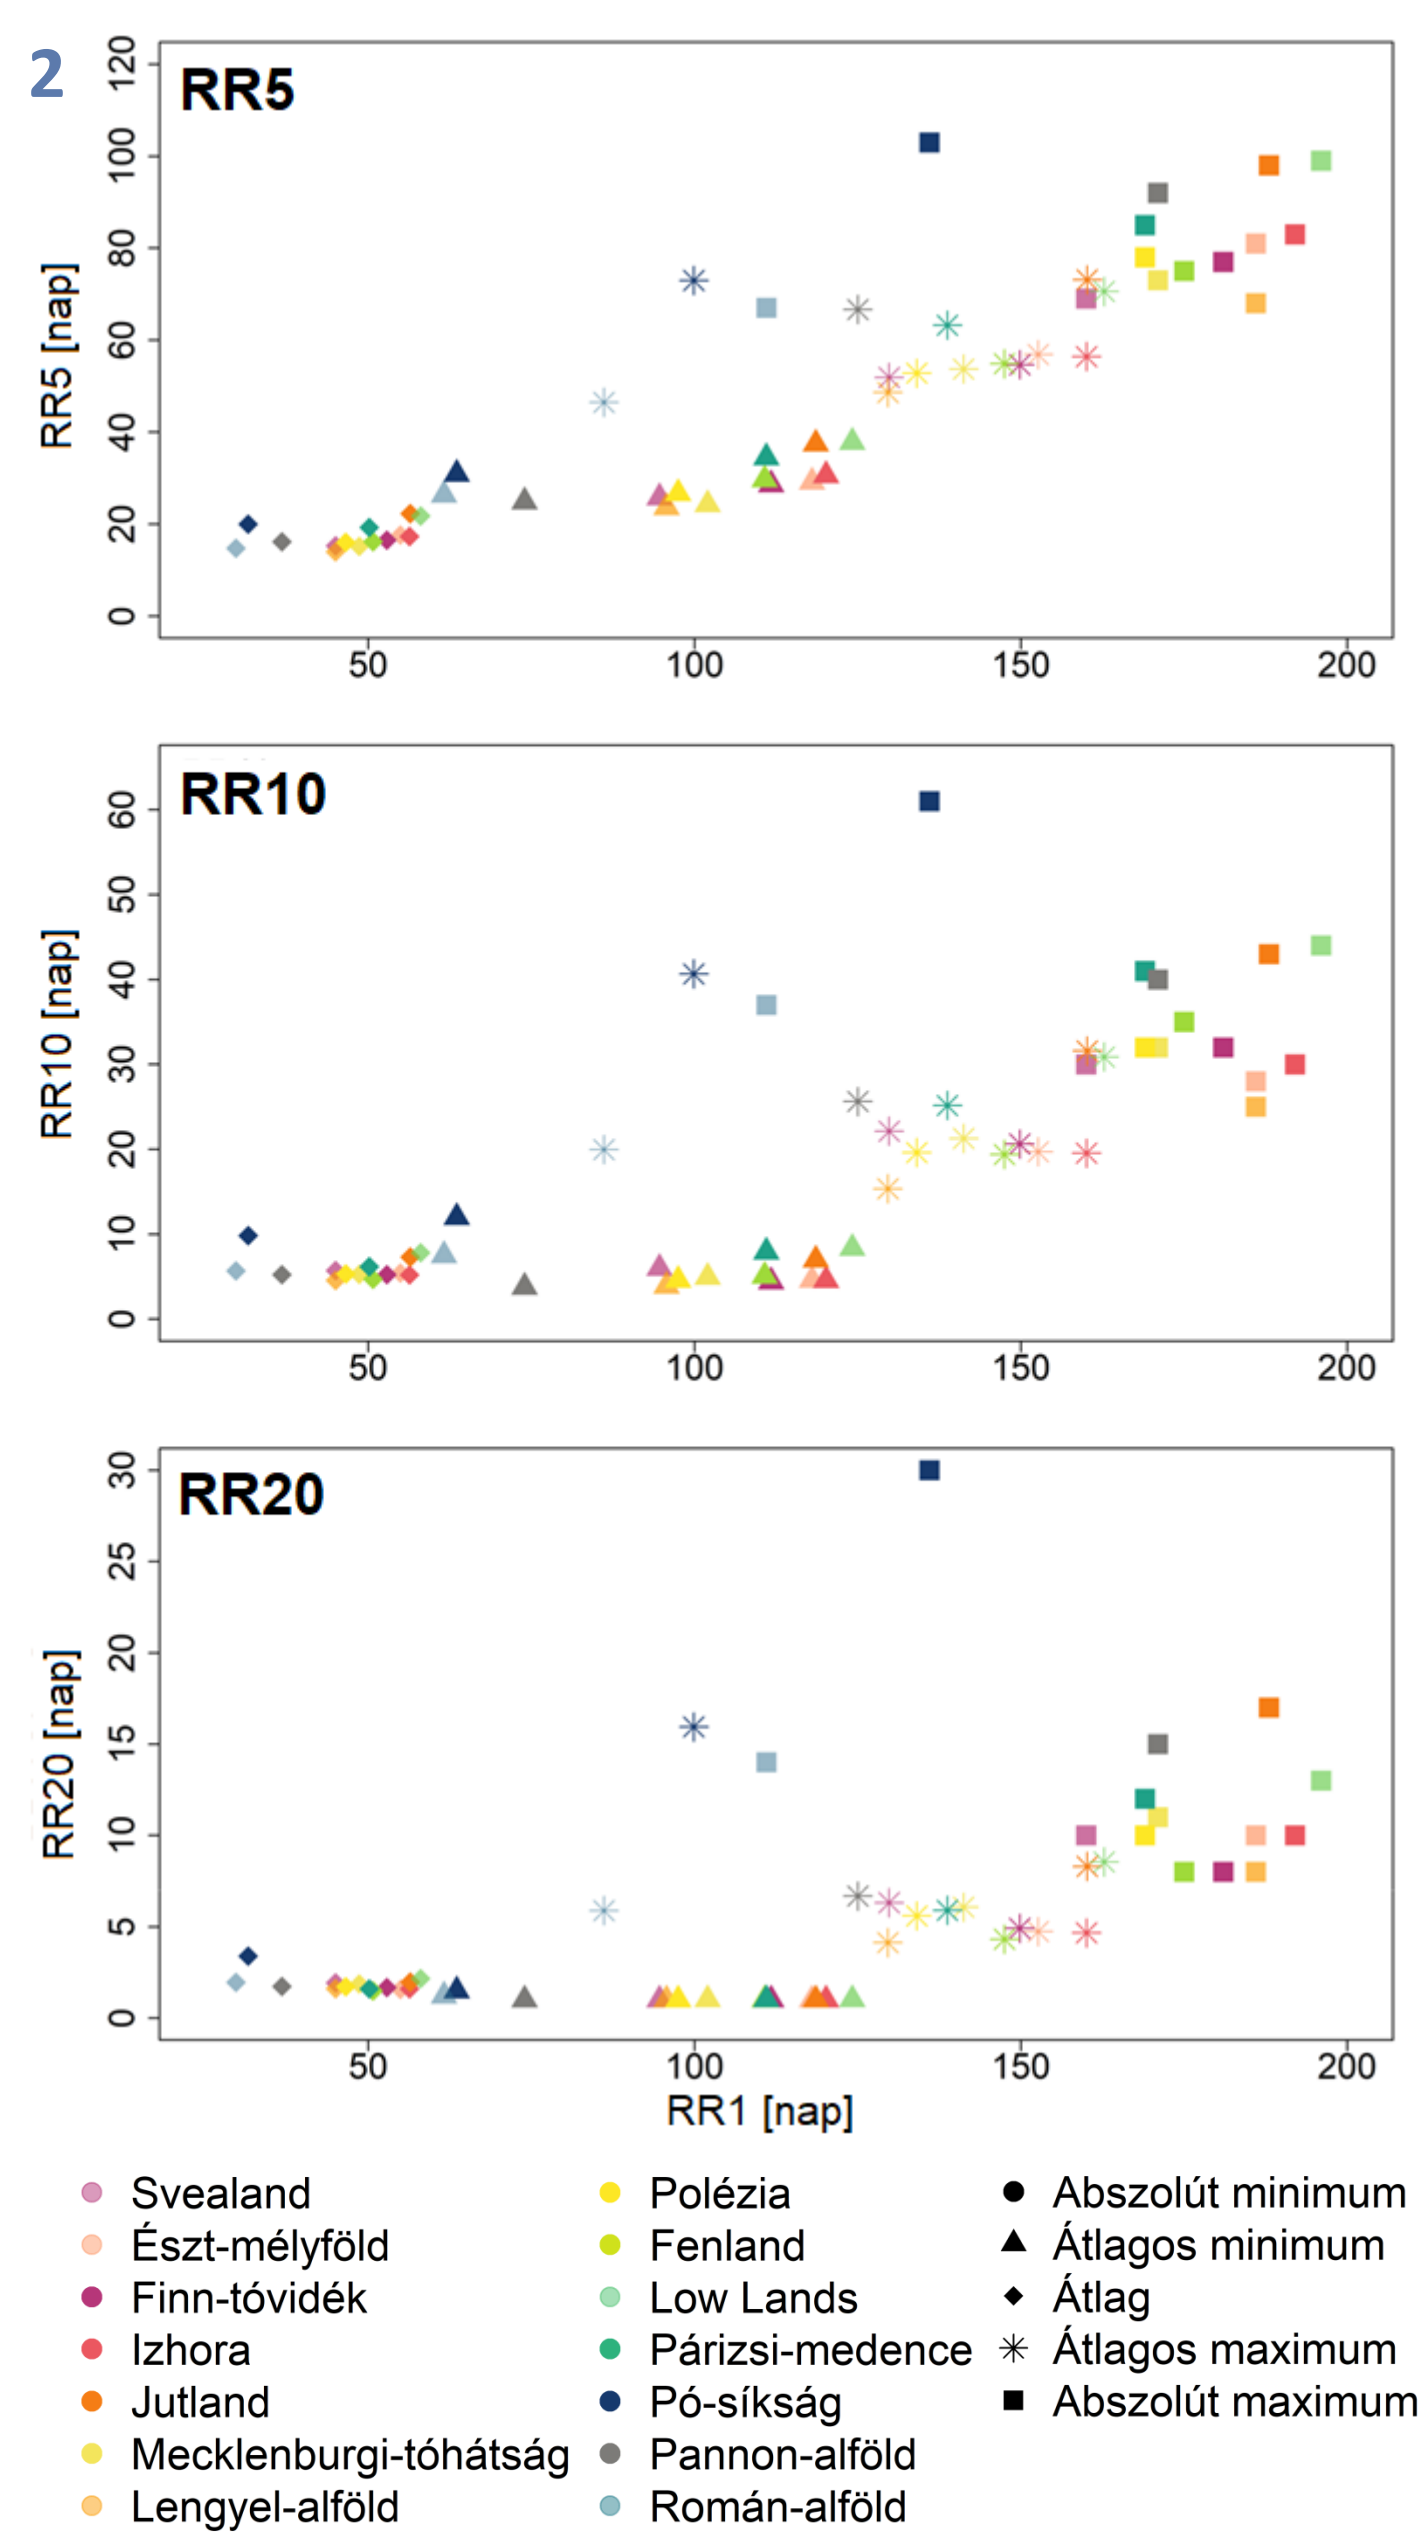 2
RR5
RR5 [nap]
120
100
80
60
40
20
0
50 100 150 200
RR10
RR10 [nap]
60
50
40
30
20
10
0
50 100 150 200
RR20
RR20 [nap]
30
25
20
15
10
5
0
50 100 150 200
RR1 [nap]
Svealand
Észt-mélyföld
Finn-tóvidék
Izhora
Jutland
Mecklenburgi-tóhátság
Lengyel-alföld
Polézia
Fenland
Low Lands
Párizsi-medence
Pó-síkság
Pannon-alföld
Román-alföld
Abszolút minimum
Átlagos minimum
Átlag
Átlagos maximum
Abszolút maximum